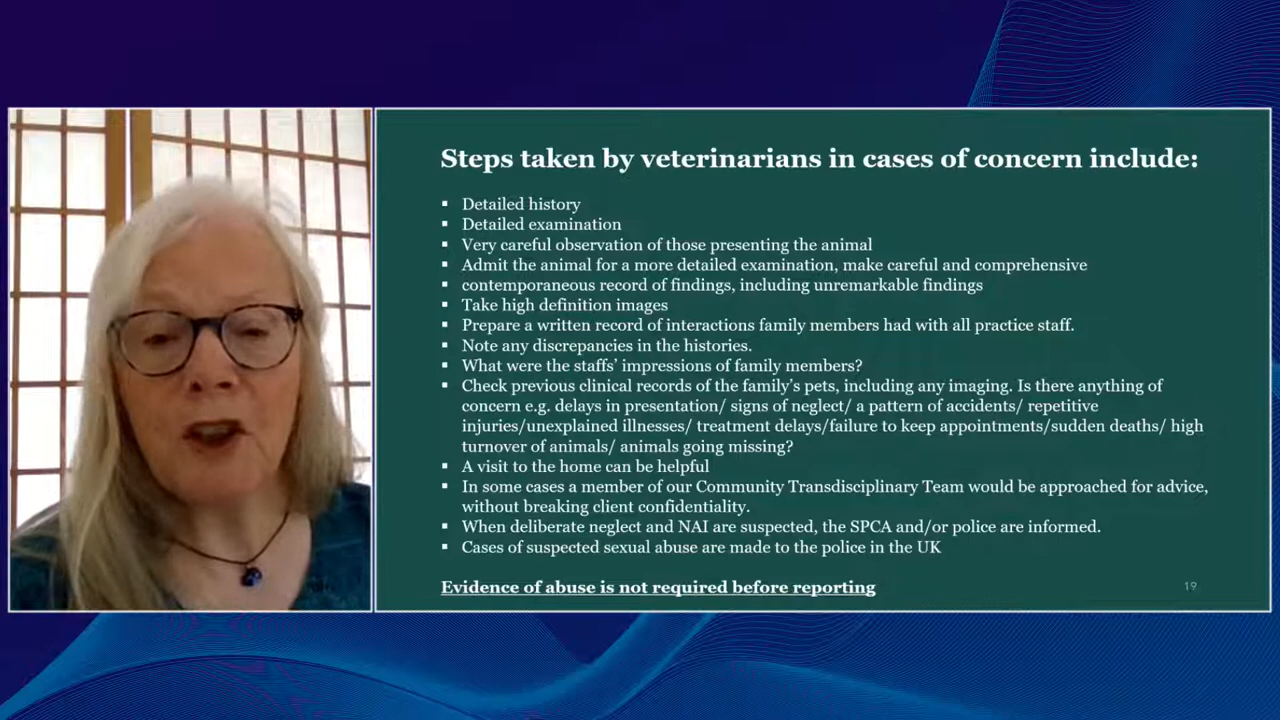 Steps taken by veterinarians in cases of concern include:
▪ Detailed history
▪ Detailed examination
▪ Very careful observation of those presenting the animal
▪ Admit the animal for a more detailed examination, make careful and comprehensive
▪ contemporaneous record of findings, including unremarkable findings
▪ Take high definition images
▪ Prepare a written record of interactions family members had with all practice staff.
▪ Note any discrepancies in the histories.
▪ What were the staffs' impressions of family members?
▪ Check previous clinical records of the family's pets, including any imaging. Is there anything of
concern e.g. delays in presentation/ signs of neglect/ a pattern of accidents/ repetitive
injuries/unexplained illnesses/ treatment delays/failure to keep appointments/sudden deaths/ high
turnover of animals/ animals going missing?
▪ A visit to the home can be helpful
▪ In some cases a member of our Community Transdisciplinary Team would be approached for advice,
without breaking client confidentiality.
▪ When deliberate neglect and NAI are suspected, the SPCA and/or police are informed.
▪ Cases of suspected sexual abuse are made to the police in the UK
Evidence of abuse is not required before reporting
19